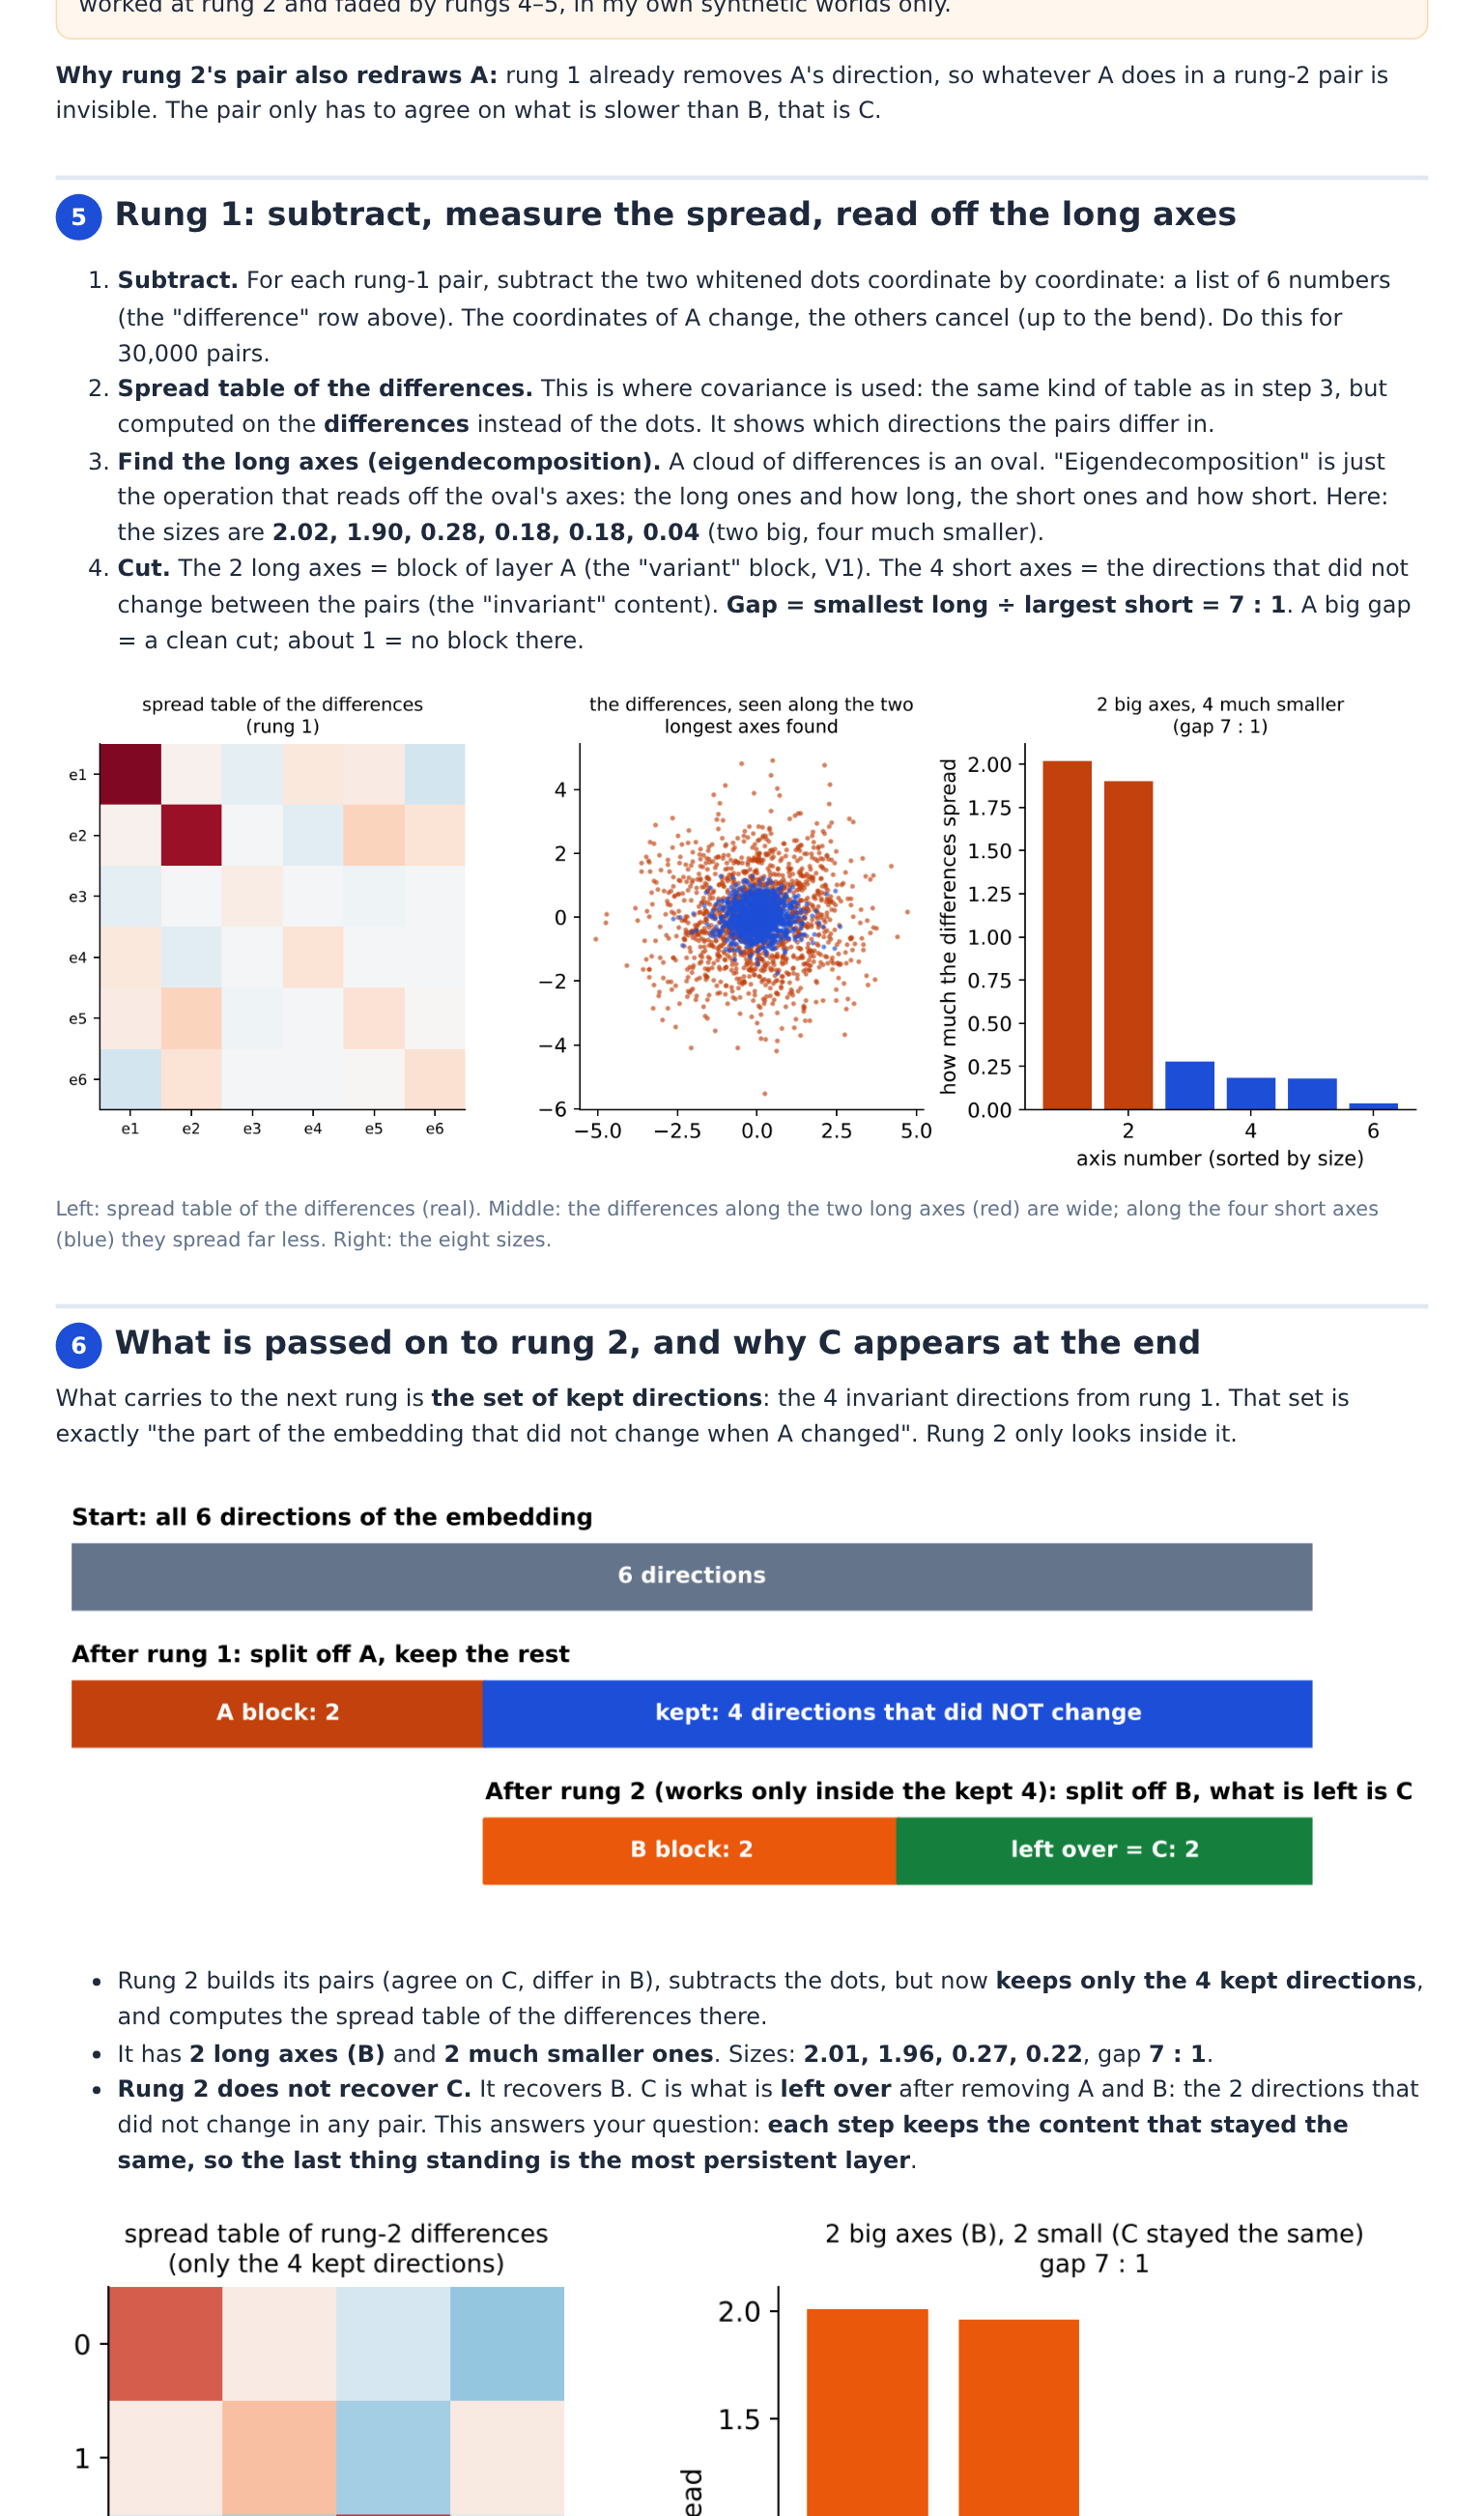 worked at rung 2 and faded by rungs 4–5, in my own synthetic worlds only.
Why rung 2's pair also redraws A: rung 1 already removes A's direction, so whatever A does in a rung-2 pair is
invisible. The pair only has to agree on what is slower than B, that is C.
5 Rung 1: subtract, measure the spread, read off the long axes
1. Subtract. For each rung-1 pair, subtract the two whitened dots coordinate by coordinate: a list of 6 numbers
(the "difference" row above). The coordinates of A change, the others cancel (up to the bend). Do this for
30,000 pairs.
2. Spread table of the differences. This is where covariance is used: the same kind of table as in step 3, but
computed on the differences instead of the dots. It shows which directions the pairs differ in.
3. Find the long axes (eigendecomposition). A cloud of differences is an oval. "Eigendecomposition" is just
the operation that reads off the oval's axes: the long ones and how long, the short ones and how short. Here:
the sizes are 2.02, 1.90, 0.28, 0.18, 0.18, 0.04 (two big, four much smaller).
4. Cut. The 2 long axes = block of layer A (the "variant" block, V1). The 4 short axes = the directions that did not
change between the pairs (the "invariant" content). Gap = smallest long ÷ largest short = 7 : 1. A big gap
= a clean cut; about 1 = no block there.
spread table of the differences
(rung 1)
e1
e2
e3
e4
e5
e6
e1 e2 e3 e4 e5 e6
the differences, seen along the two
longest axes found
4
2
0
−2
−4
−6
−5.0 −2.5 0.0 2.5 5.0
2 big axes, 4 much smaller
(gap 7 : 1)
how much the differences spread
2.00
1.75
1.50
1.25
1.00
0.75
0.50
0.25
0.00
2 4 6
axis number (sorted by size)
Left: spread table of the differences (real). Middle: the differences along the two long axes (red) are wide; along the four short axes
(blue) they spread far less. Right: the eight sizes.
6 What is passed on to rung 2, and why C appears at the end
What carries to the next rung is the set of kept directions: the 4 invariant directions from rung 1. That set is
exactly "the part of the embedding that did not change when A changed". Rung 2 only looks inside it.
Start: all 6 directions of the embedding
6 directions
After rung 1: split off A, keep the rest
A block: 2
kept: 4 directions that did NOT change
After rung 2 (works only inside the kept 4): split off B, what is left is C
B block: 2
left over = C: 2
• Rung 2 builds its pairs (agree on C, differ in B), subtracts the dots, but now keeps only the 4 kept directions,
and computes the spread table of the differences there.
• It has 2 long axes (B) and 2 much smaller ones. Sizes: 2.01, 1.96, 0.27, 0.22, gap 7 : 1.
• Rung 2 does not recover C. It recovers B. C is what is left over after removing A and B: the 2 directions that
did not change in any pair. This answers your question: each step keeps the content that stayed the
same, so the last thing standing is the most persistent layer.
spread table of rung-2 differences
(only the 4 kept directions)
0
1
2 big axes (B), 2 small (C stayed the same)
gap 7 : 1
2.0
1.5
ead